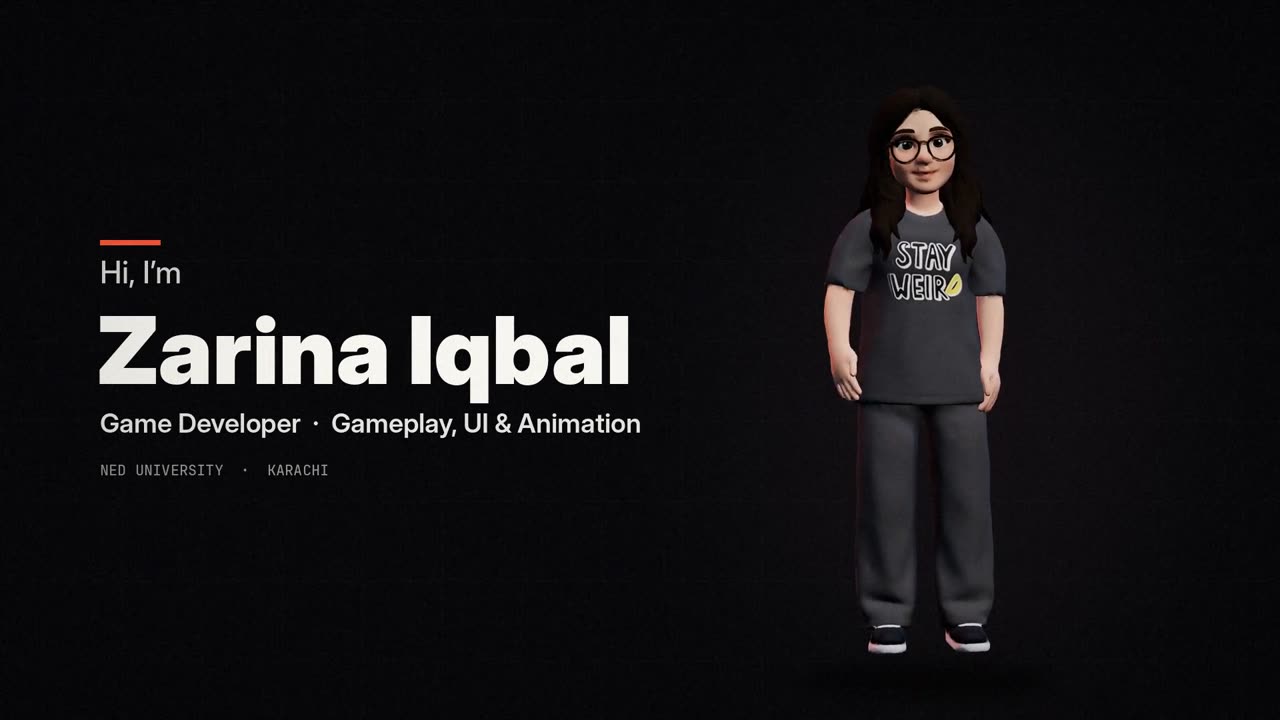 Hi, I’m
Zarina Iqbal
Game Developer · Gameplay, UI & Animation
NED UNIVERSITY · KARACHI
STAY
WEIRD